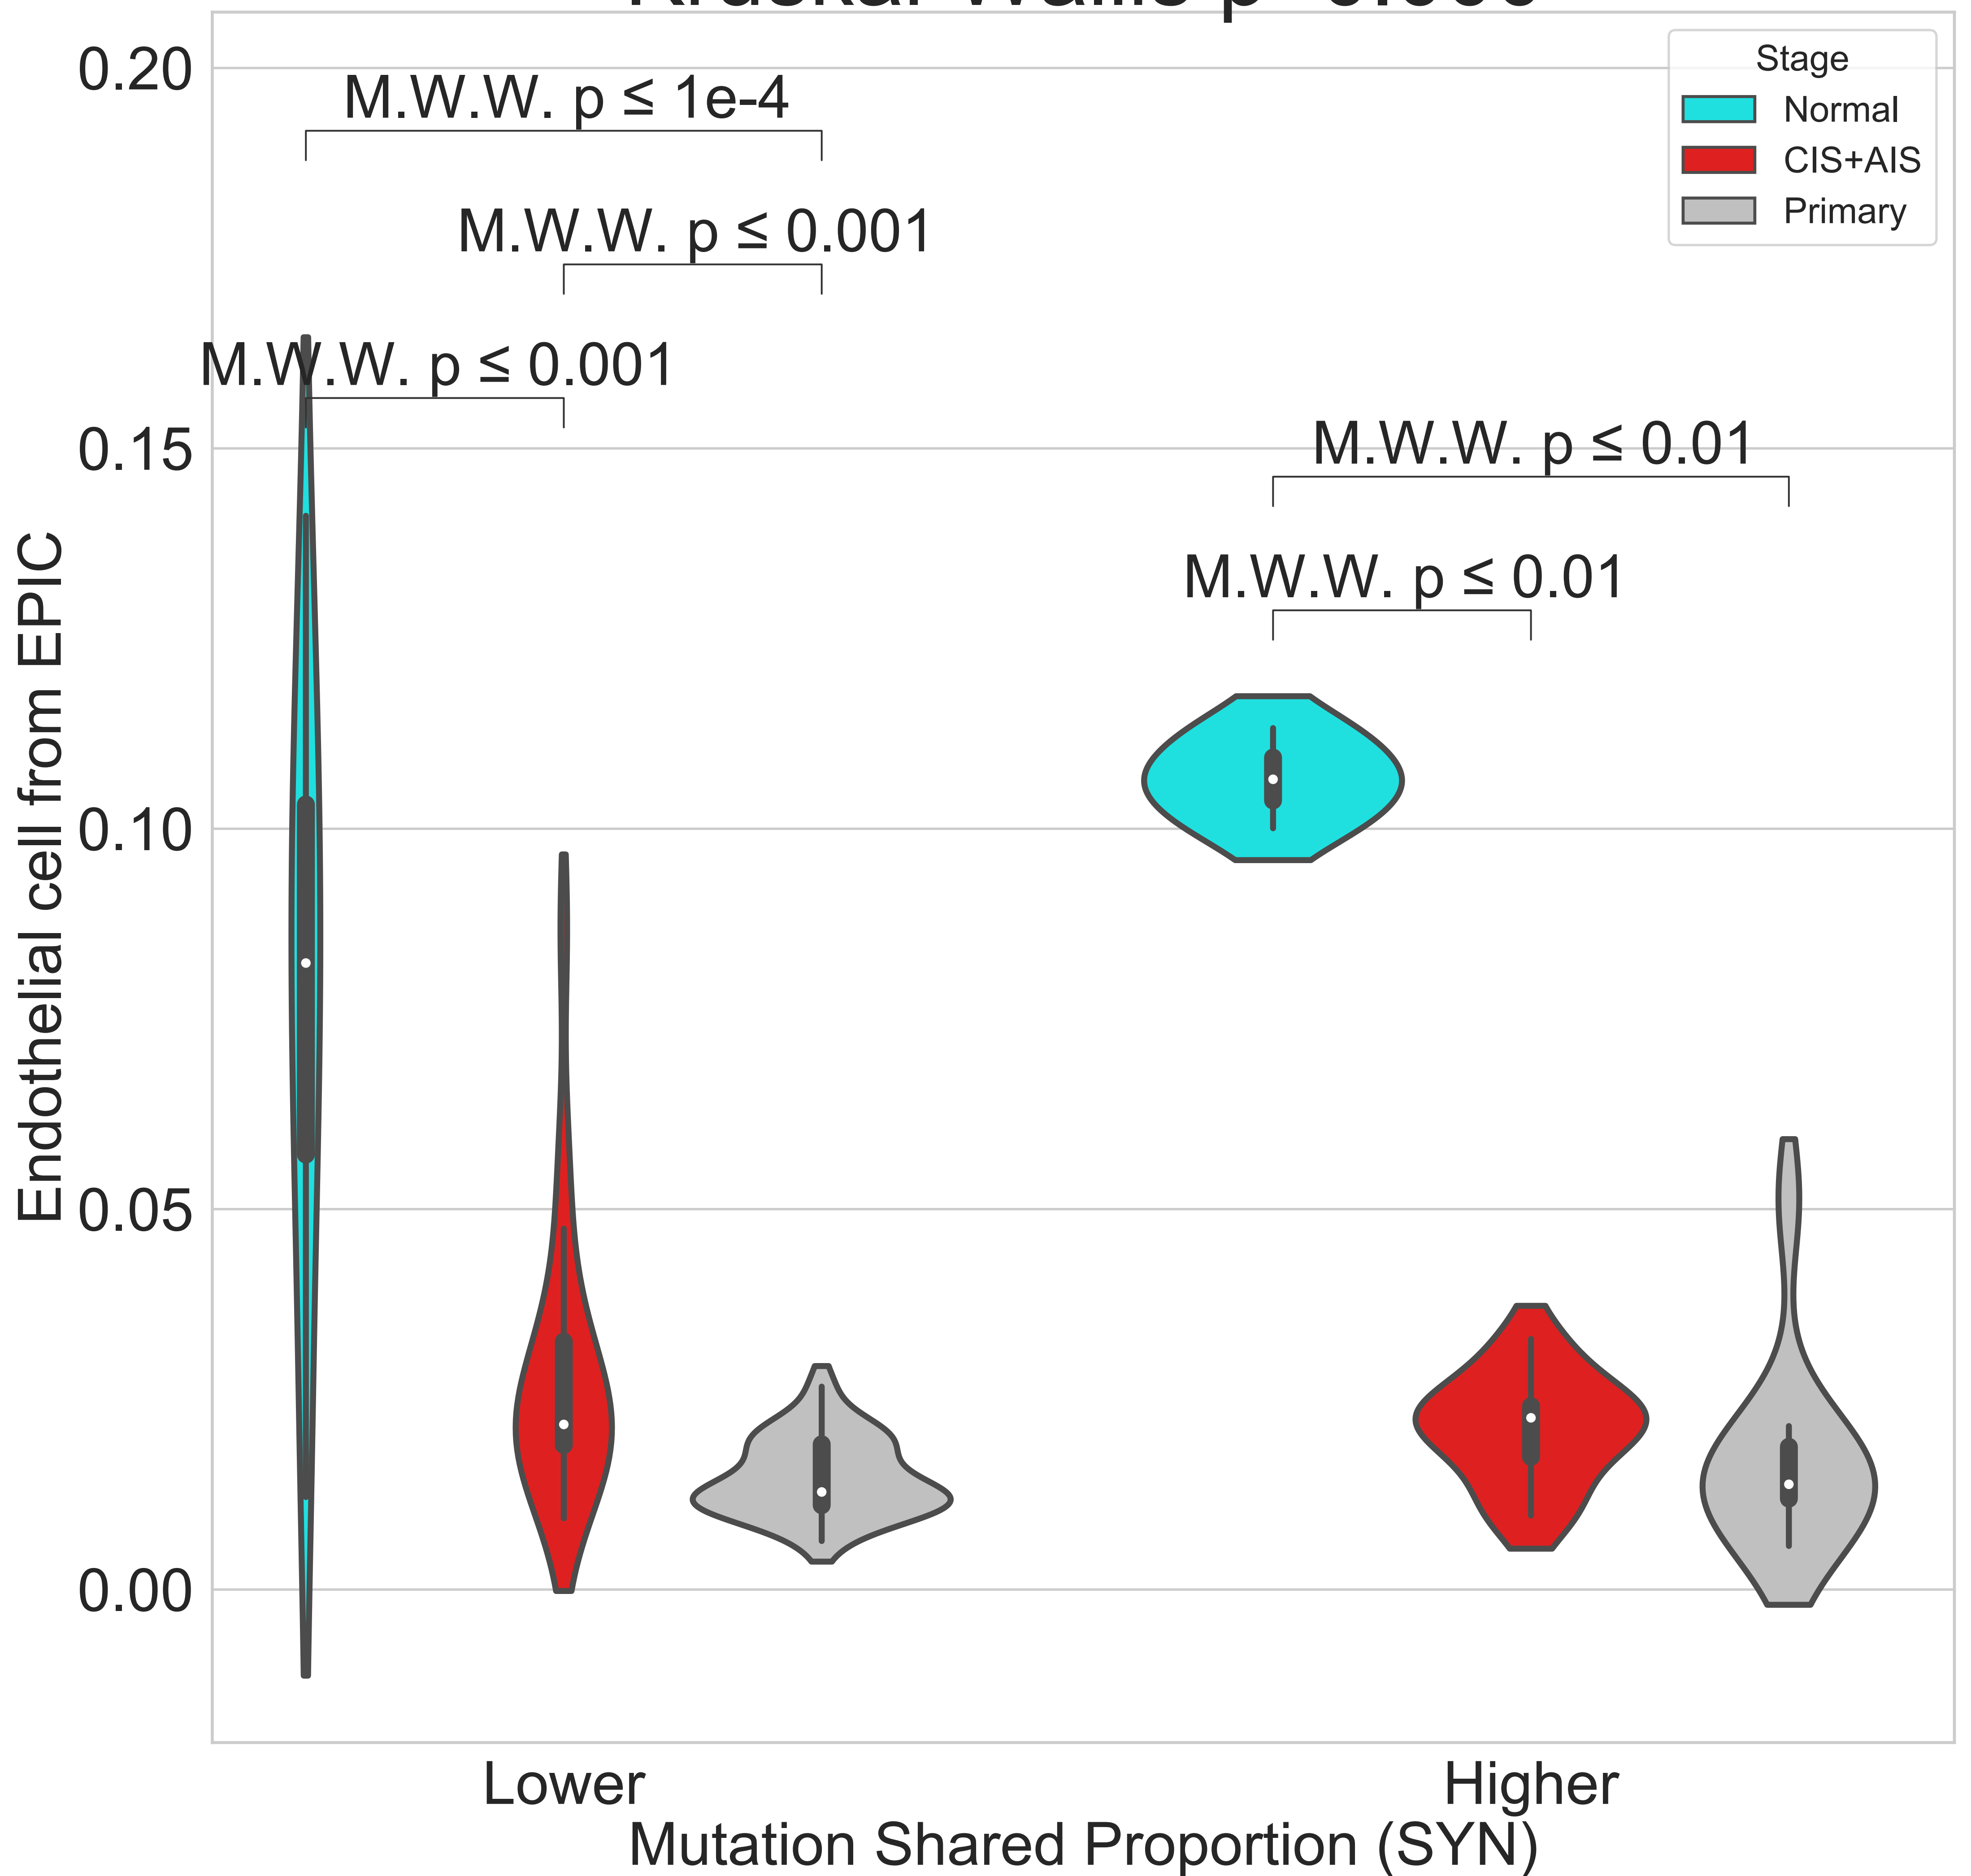 0.20
0.15
0.10
0.05
0.00
Endothelial cell from EPIC
M.W.W. p ≤ 1e-4
M.W.W. p ≤ 0.001
M.W.W. p ≤ 0.001
M.W.W. p ≤ 0.01
M.W.W. p ≤ 0.01
Stage
Normal
CIS+AIS
Primary
Lower
Higher
Mutation Shared Proportion (SYN)